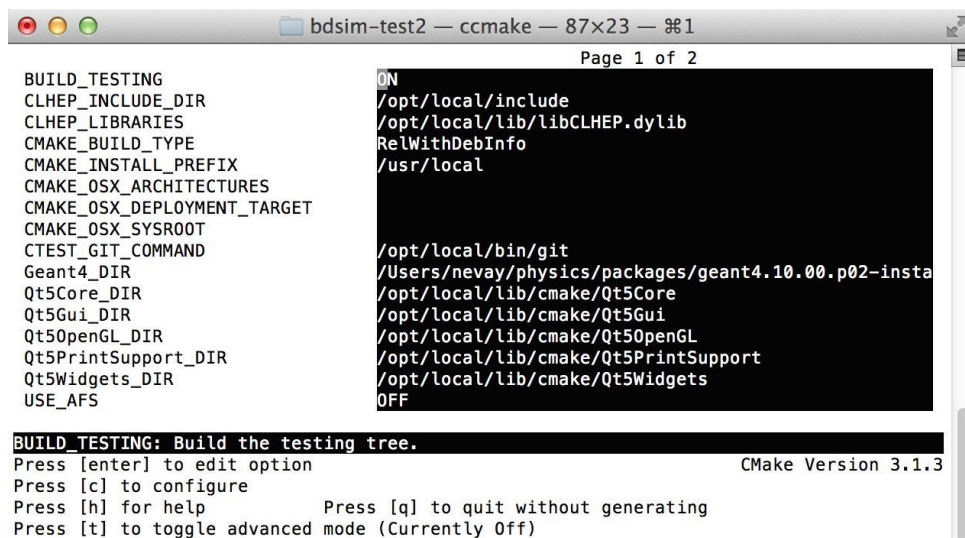 bdsim-test2 — ccmake — 87×23 — ⌘1
Page 1 of 2
BUILD_TESTING ON
CLHEP_INCLUDE_DIR /opt/local/include
CLHEP_LIBRARIES /opt/local/lib/libCLHEP.dylib
CMAKE_BUILD_TYPE RelWithDebInfo
CMAKE_INSTALL_PREFIX /usr/local
CMAKE_OSX_ARCHITECTURES
CMAKE_OSX_DEPLOYMENT_TARGET
CMAKE_OSX_SYSROOT
CTEST_GIT_COMMAND /opt/local/bin/git
Geant4_DIR /Users/nevay/physics/packages/geant4.10.00.p02-insta
Qt5Core_DIR /opt/local/lib/cmake/Qt5Core
Qt5Gui_DIR /opt/local/lib/cmake/Qt5Gui
Qt5OpenGL_DIR /opt/local/lib/cmake/Qt5OpenGL
Qt5PrintSupport_DIR /opt/local/lib/cmake/Qt5PrintSupport
Qt5Widgets_DIR /opt/local/lib/cmake/Qt5Widgets
USE_AFS OFF
BUILD_TESTING: Build the testing tree.
Press [enter] to edit option CMake Version 3.1.3
Press [c] to configure
Press [h] for help Press [q] to quit without generating
Press [t] to toggle advanced mode (Currently Off)